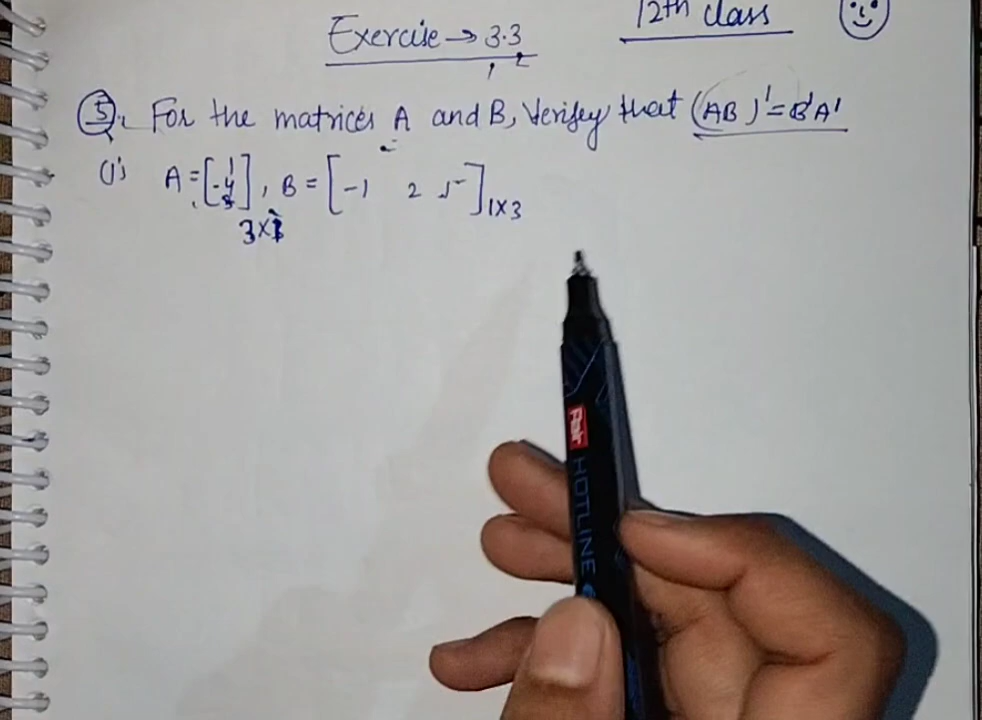 Exercise → 3.3
12th class
5. For the matrices A and B, Verify that (AB)' = B'A'
(i) A = [1 -4 3], B = [-1 2 5] 1×3
3×1
Flair HOTLINE